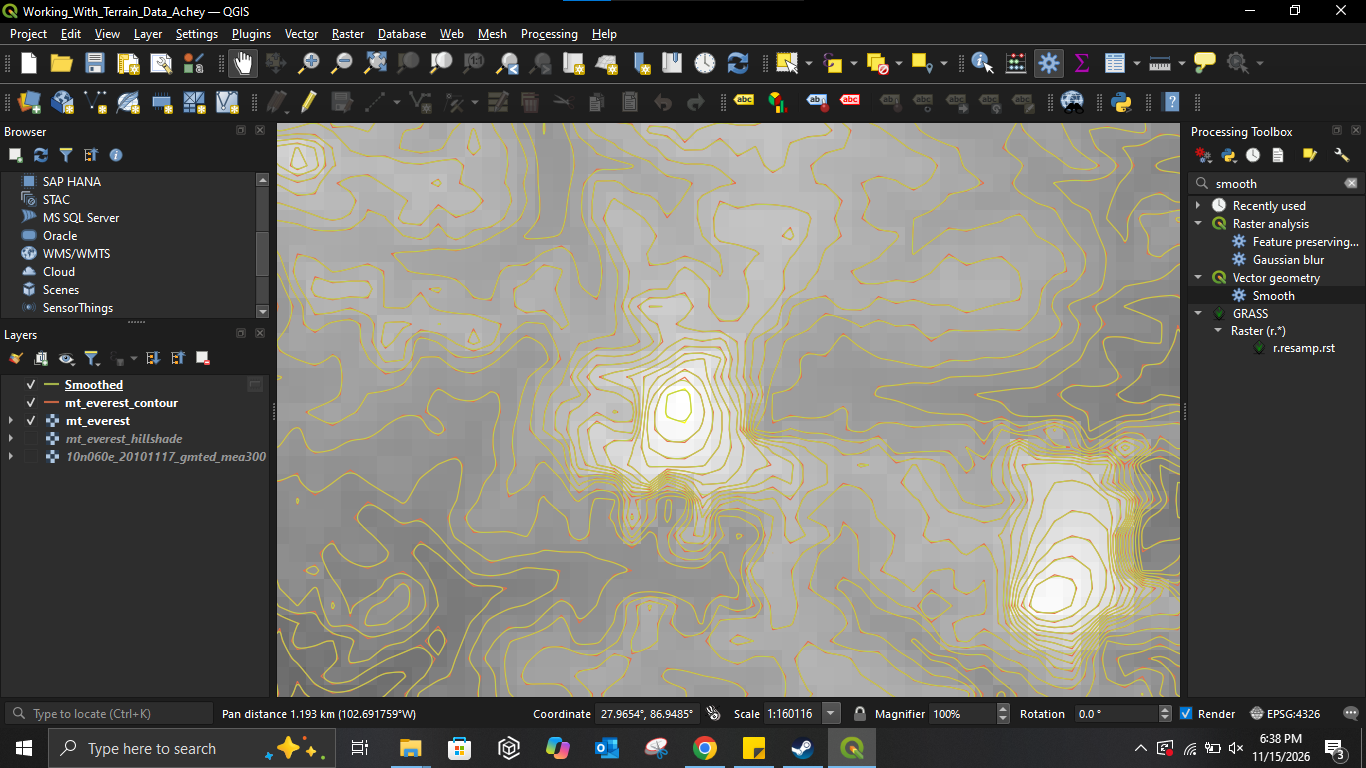 Working_With_Terrain_Data_Achey — QGIS
Project Edit View Layer Settings Plugins Vector Raster Database Web Mesh Processing Help
abc abc abc
Browser
SAP HANA
STAC
MS SQL Server
Oracle
WMS/WMTS
Cloud
Scenes
SensorThings
Layers
Smoothed
mt_everest_contour
mt_everest
mt_everest_hillshade
10n060e_20101117_gmted_mea300
Processing Toolbox
smooth
Recently used
Raster analysis
Feature preserving...
Gaussian blur
Vector geometry
Smooth
GRASS
Raster (r.*)
r.resamp.rst
Type to locate (Ctrl+K) Pan distance 1.193 km (102.691759°W) Coordinate 27.9654°, 86.9485° Scale 1:160116 Magnifier 100% Rotation 0.0 ° Render EPSG:4326
Type here to search
6:38 PM
11/15/2026
3